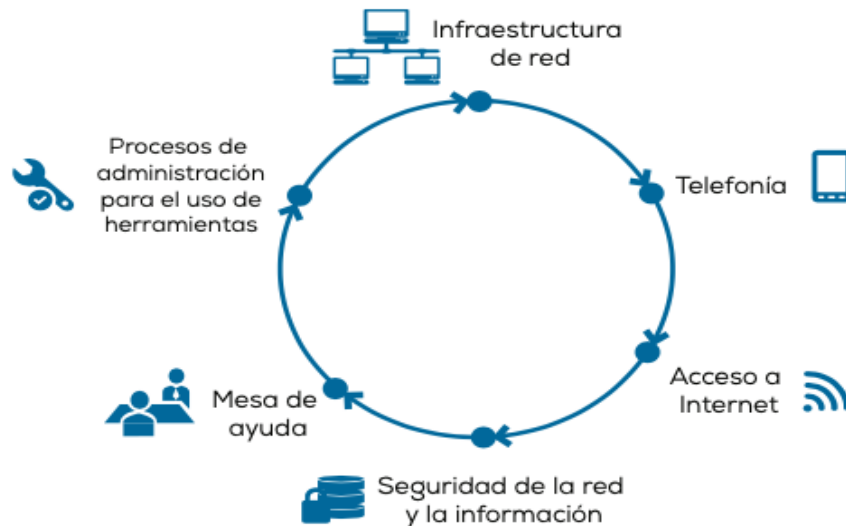 Infraestructura
de red
Telefonía
Acceso a
Internet
Seguridad de la red
y la información
Mesa de
ayuda
Procesos de
administración
para el uso de
herramientas